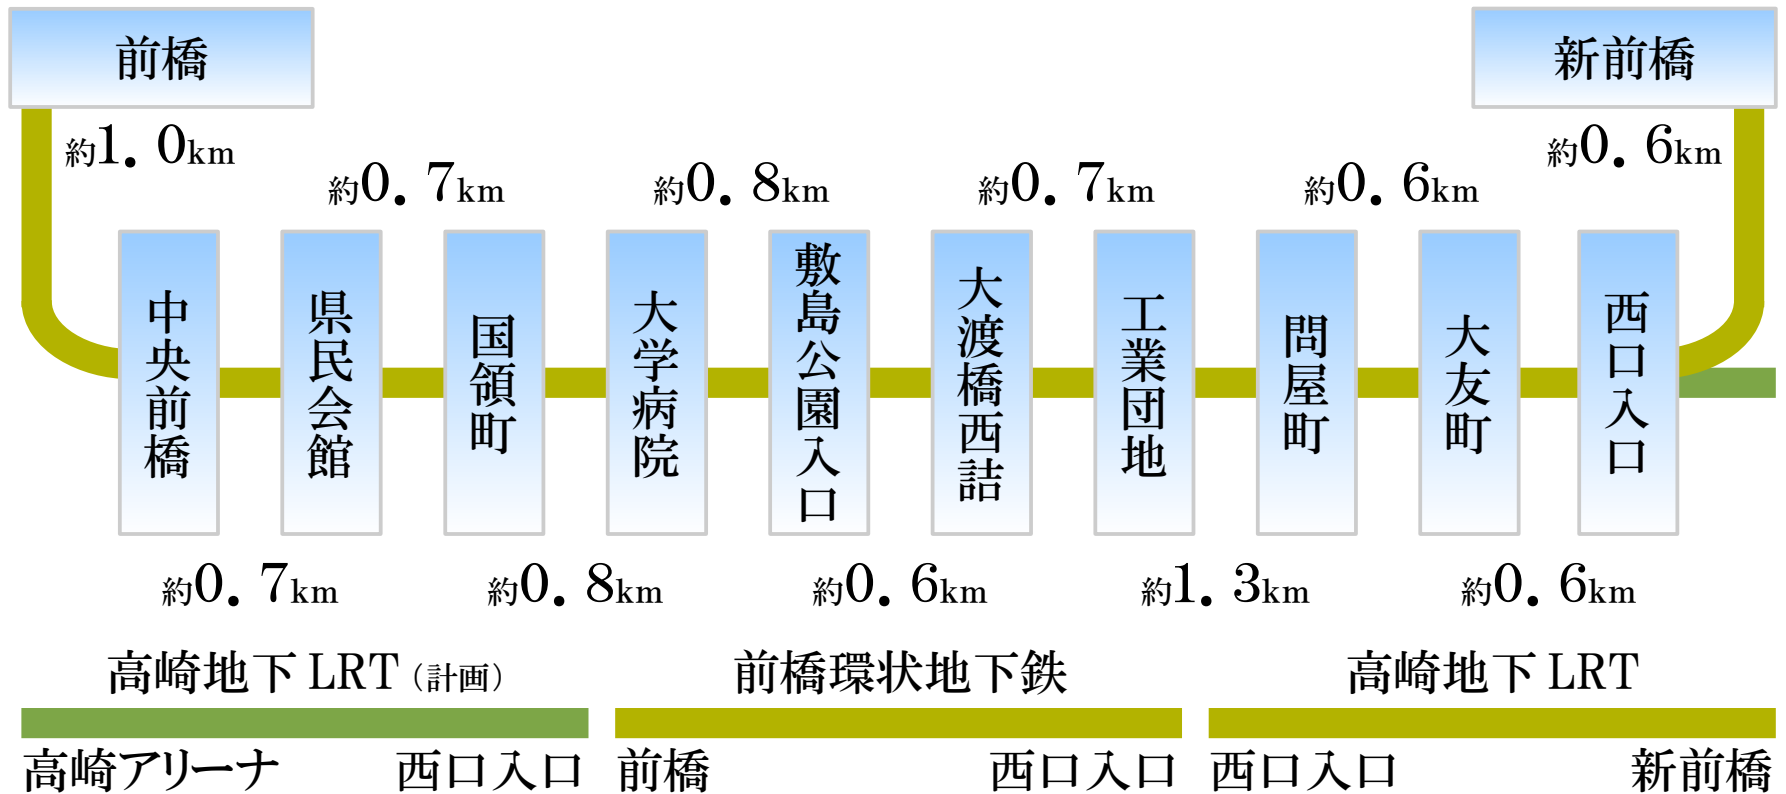 前橋
新前橋
約1.0km
約0.7km
約0.8km
約0.7km
約0.6km
約0.6km
中央前橋
県民会館
国領町
大学病院
敷島公園入口
大渡橋西詰
工業団地
問屋町
大友町
西口入口
約0.7km
約0.8km
約0.6km
約1.3km
約0.6km
高崎地下LRT(計画)
前橋環状地下鉄
高崎地下LRT
高崎アリーナ
西口入口
前橋
西口入口
西口入口
新前橋